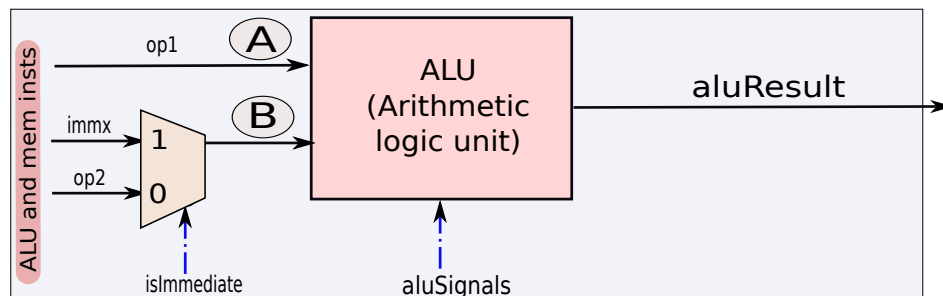 ALU and mem insts
op1
A
immx
op2
1
0
B
ALU
(Arithmetic
logic unit)
aluResult
isImmediate
aluSignals